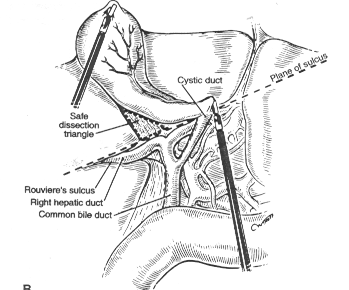 Cystic duct
Plane of sulcus
Safe
dissection
triangle
Rouviere's sulcus
Right hepatic duct
Common bile duct